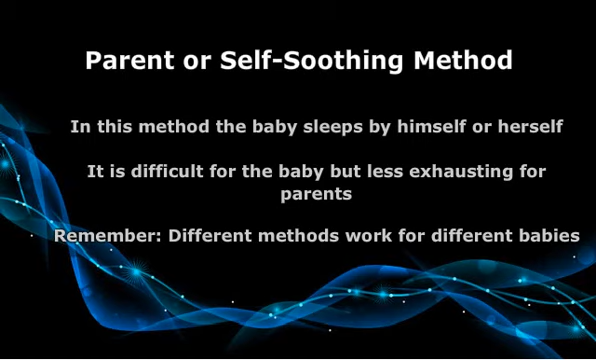 Parent or Self-Soothing Method
In this method the baby sleeps by himself or herself
It is difficult for the baby but less exhausting for
parents
Remember: Different methods work for different babies